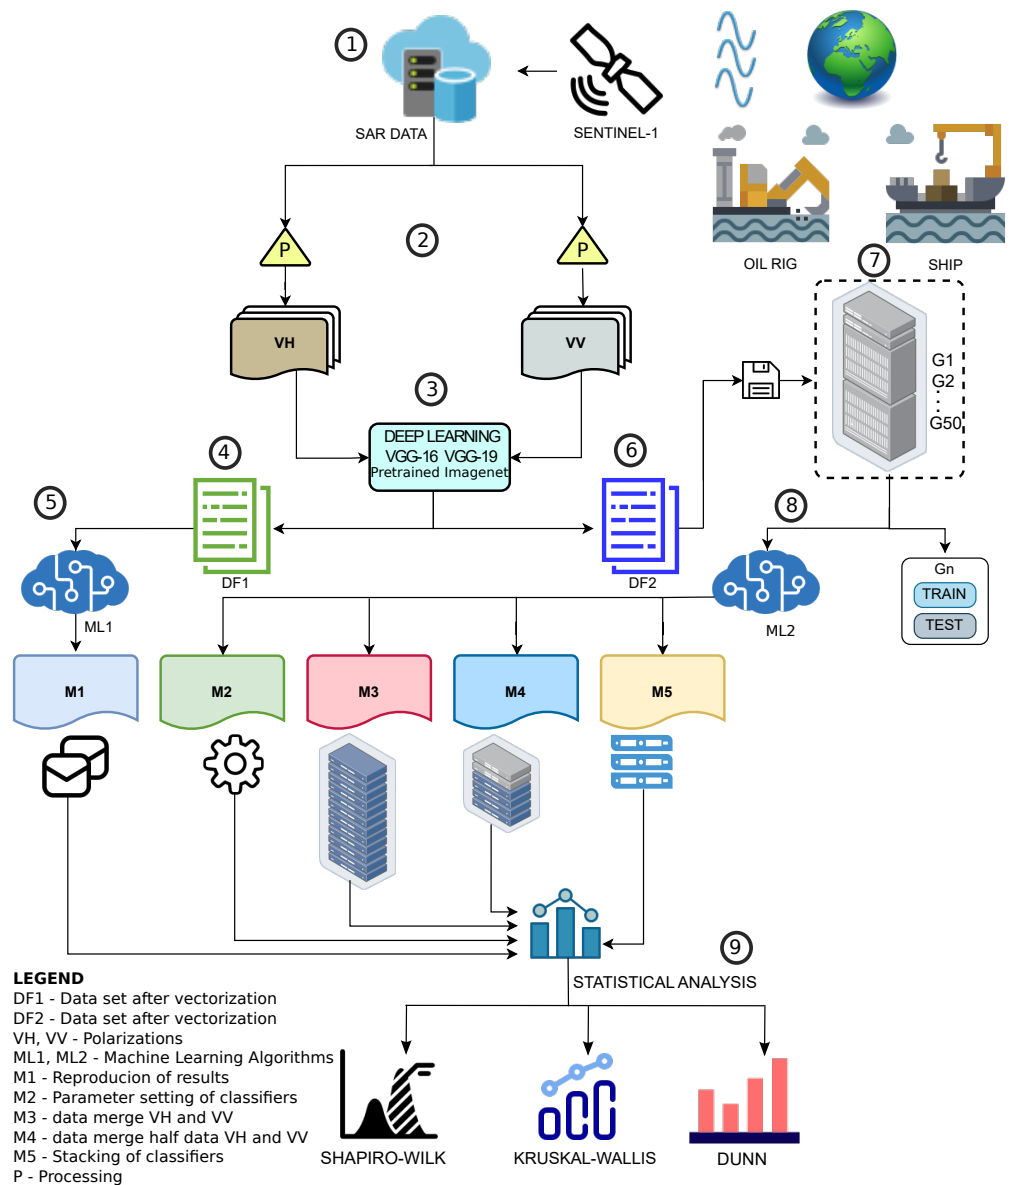 1
SAR DATA
SENTINEL-1
OIL RIG
SHIP
P
2
P
7
VH
VV
G1
G2
G50
3
DEEP LEARNING
VGG-16 VGG-19
Pretrained Imagenet
4
6
5
8
DF1
DF2
Gn
TRAIN
TEST
ML1
ML2
M1
M2
M3
M4
M5
9
STATISTICAL ANALYSIS
LEGEND
DF1 - Data set after vectorization
DF2 - Data set after vectorization
VH, VV - Polarizations
ML1, ML2 - Machine Learning Algorithms
M1 - Reproducion of results
M2 - Parameter setting of classifiers
M3 - data merge VH and VV
M4 - data merge half data VH and VV
M5 - Stacking of classifiers
P - Processing
SHAPIRO-WILK
KRUSKAL-WALLIS
DUNN